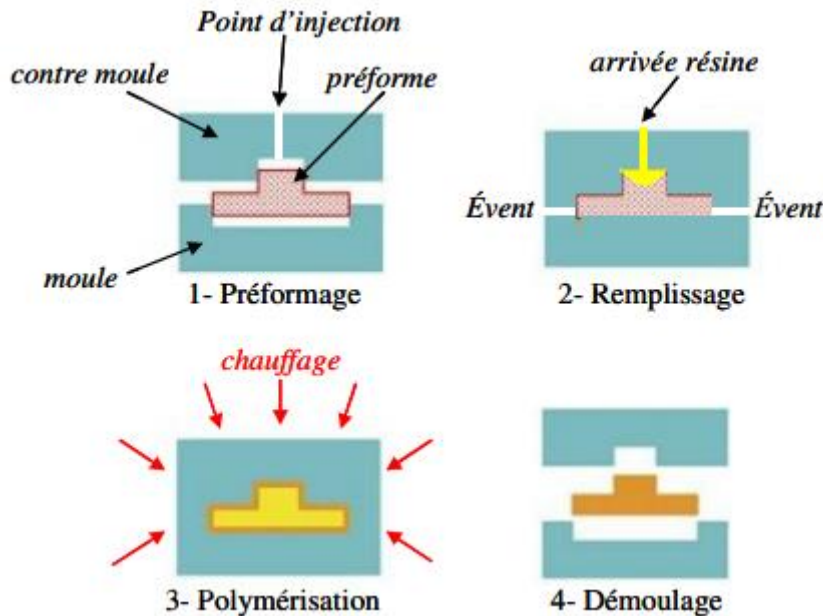 Point d'injection
contre moule
préforme
arrivée résine
Évent
Évent
moule
1- Préformage
2- Remplissage
chauffage
3- Polymérisation
4- Démoulage